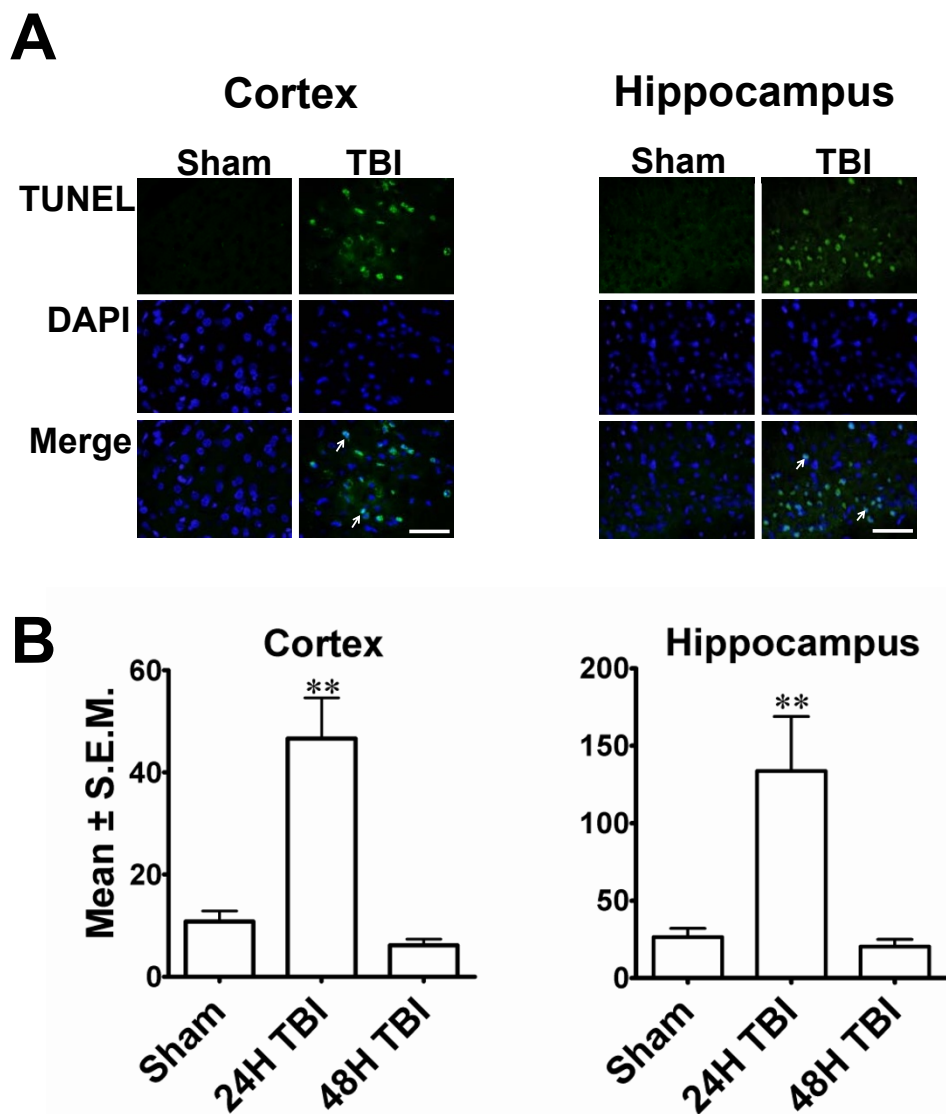 A
Cortex
Hippocampus
Sham TBI
Sham TBI
TUNEL
DAPI
Merge
B
Cortex
Hippocampus
Mean ± S.E.M.
60
40
20
0
**
Sham
24H TBI
48H TBI
200
150
100
50
0
**
Sham
24H TBI
48H TBI